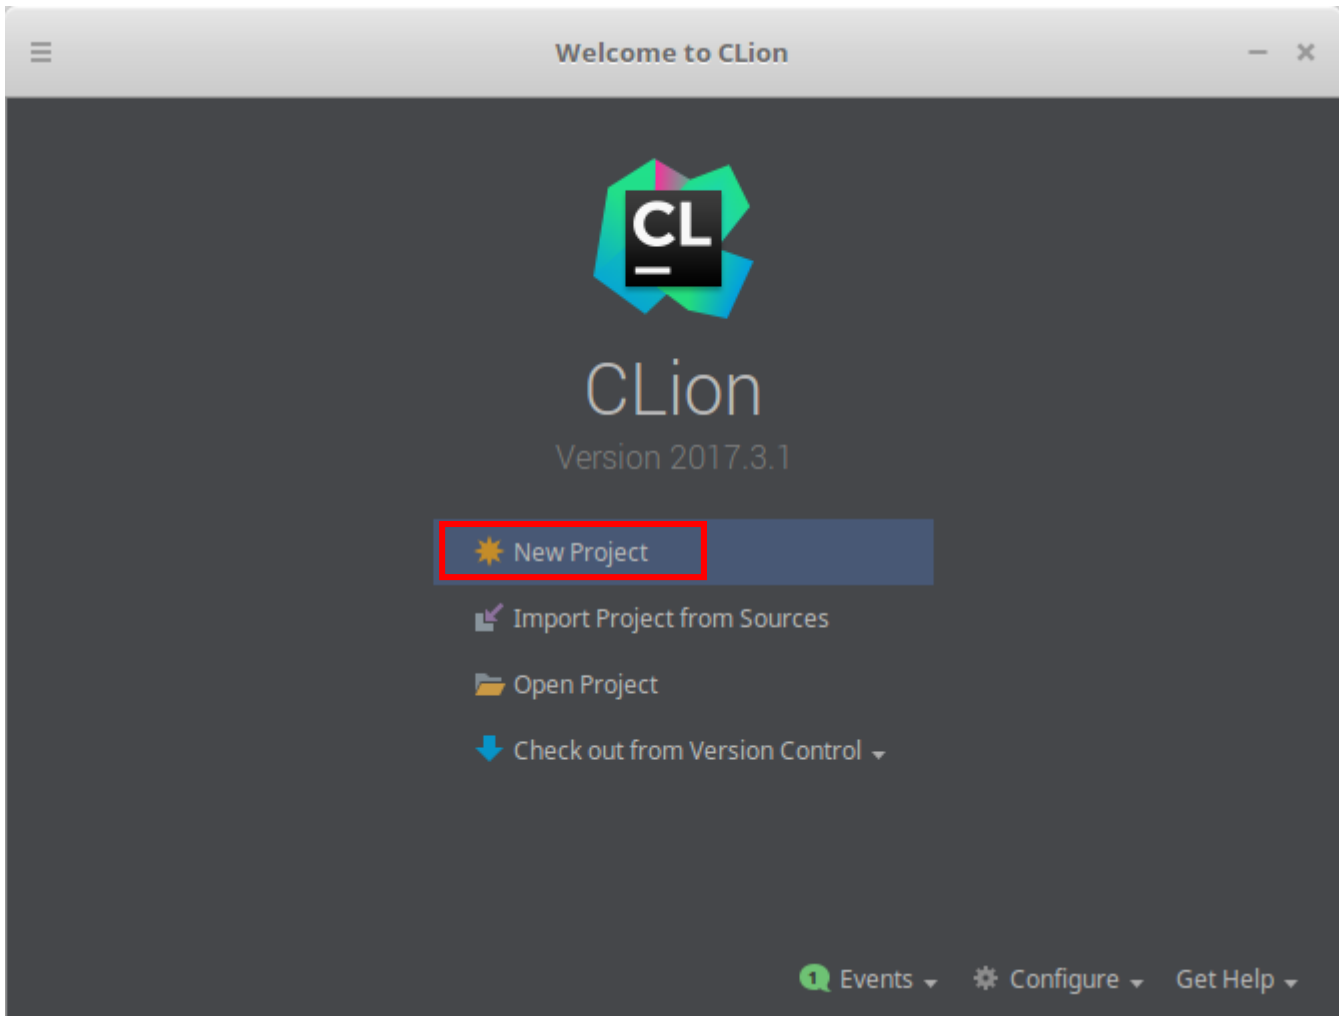 Welcome to CLion
CL
CLion
Version 2017.3.1
New Project
Import Project from Sources
Open Project
Check out from Version Control
1 Events Configure Get Help